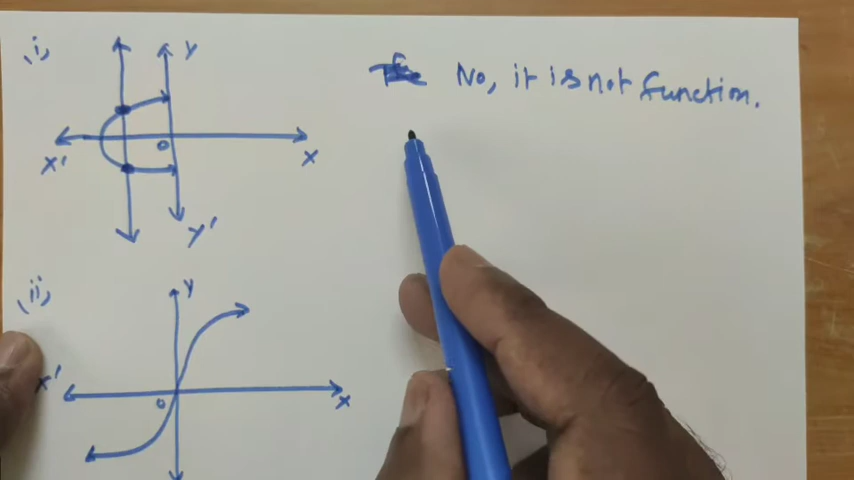 (i)
Y
No, it is not function.
O
X'
X
Y'
(ii)
Y
X'
O
X